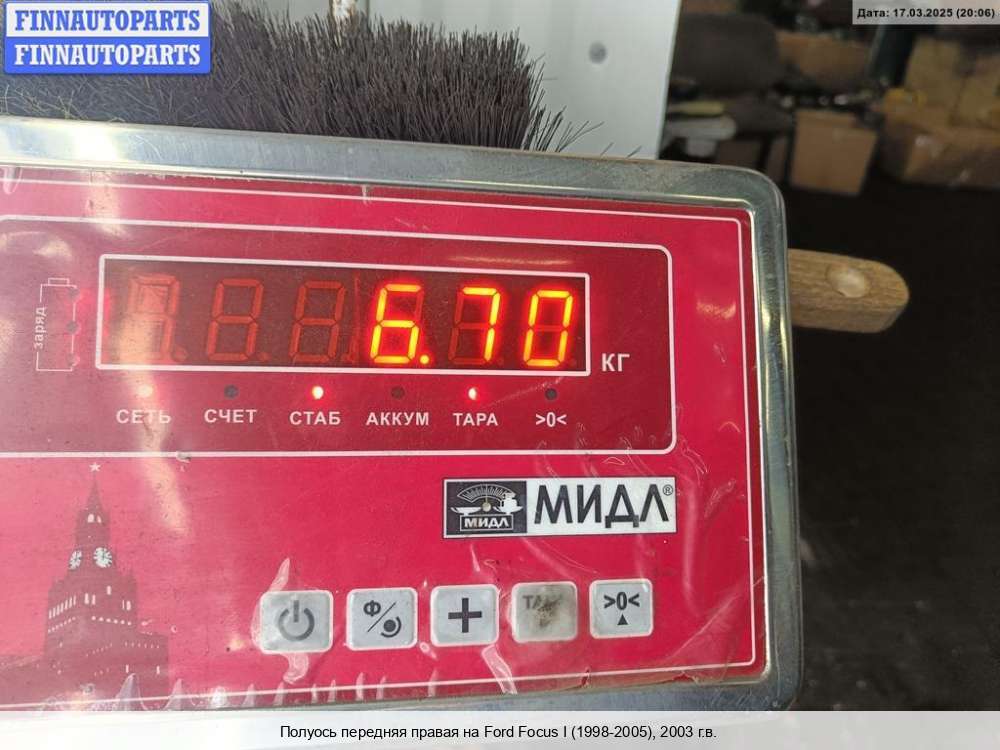 FINNAUTOPARTS
FINNAUTOPARTS
Дата: 17.03.2025 (20:06)
заряд
6.70
КГ
СЕТЬ СЧЕТ СТАБ АККУМ ТАРА >0<
МИДЛ МИДЛ®
Ф
+
>0<
Полуось передняя правая на Ford Focus I (1998-2005), 2003 г.в.